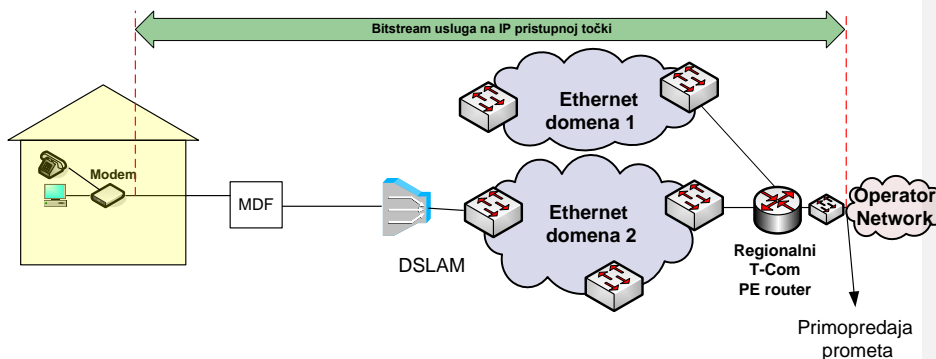 Bitstream usluga na IP pristupnoj točki
Ethernet
domena 1
Modem
MDF
DSLAM
Ethernet
domena 2
Regionalni
T-Com
PE router
Operator
Network
Primopredaja
prometa